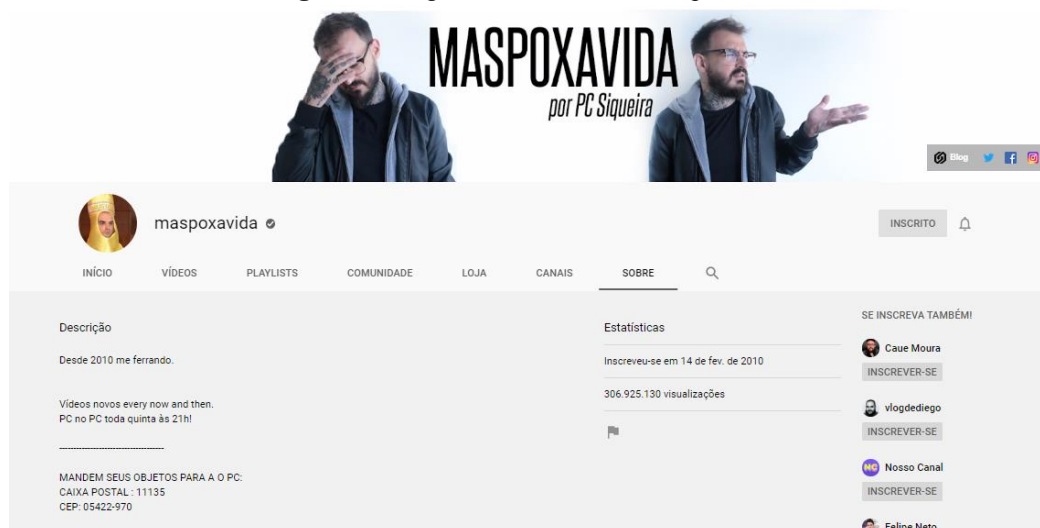 MASPOXAVIDA
por PC Siqueira
Blog
maspoxavida
INSCRITO
INÍCIO VÍDEOS PLAYLISTS COMUNIDADE LOJA CANAIS SOBRE
Descrição
Desde 2010 me ferrando.
Vídeos novos every now and then.
PC no PC toda quinta às 21h!
-----------------------------------
MANDEM SEUS OBJETOS PARA A O PC:
CAIXA POSTAL : 11135
CEP: 05422-970
Estatísticas
Inscreveu-se em 14 de fev. de 2010
306.925.130 visualizações
SE INSCREVA TAMBÉM!
Caue Moura
INSCREVER-SE
vlogdediego
INSCREVER-SE
NC
Nosso Canal
INSCREVER-SE
Felipe Neto